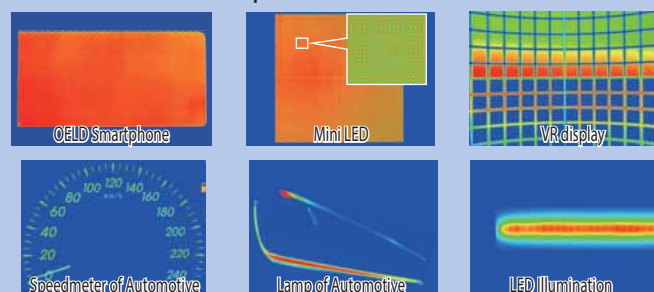 OELD Smartphone
Mini LED
VR display
0
20
40
60
80
100
120
140
160
180
200
220
240
km/h
Speedmeter of Automotive
Lamp of Automotive
LED Illumination